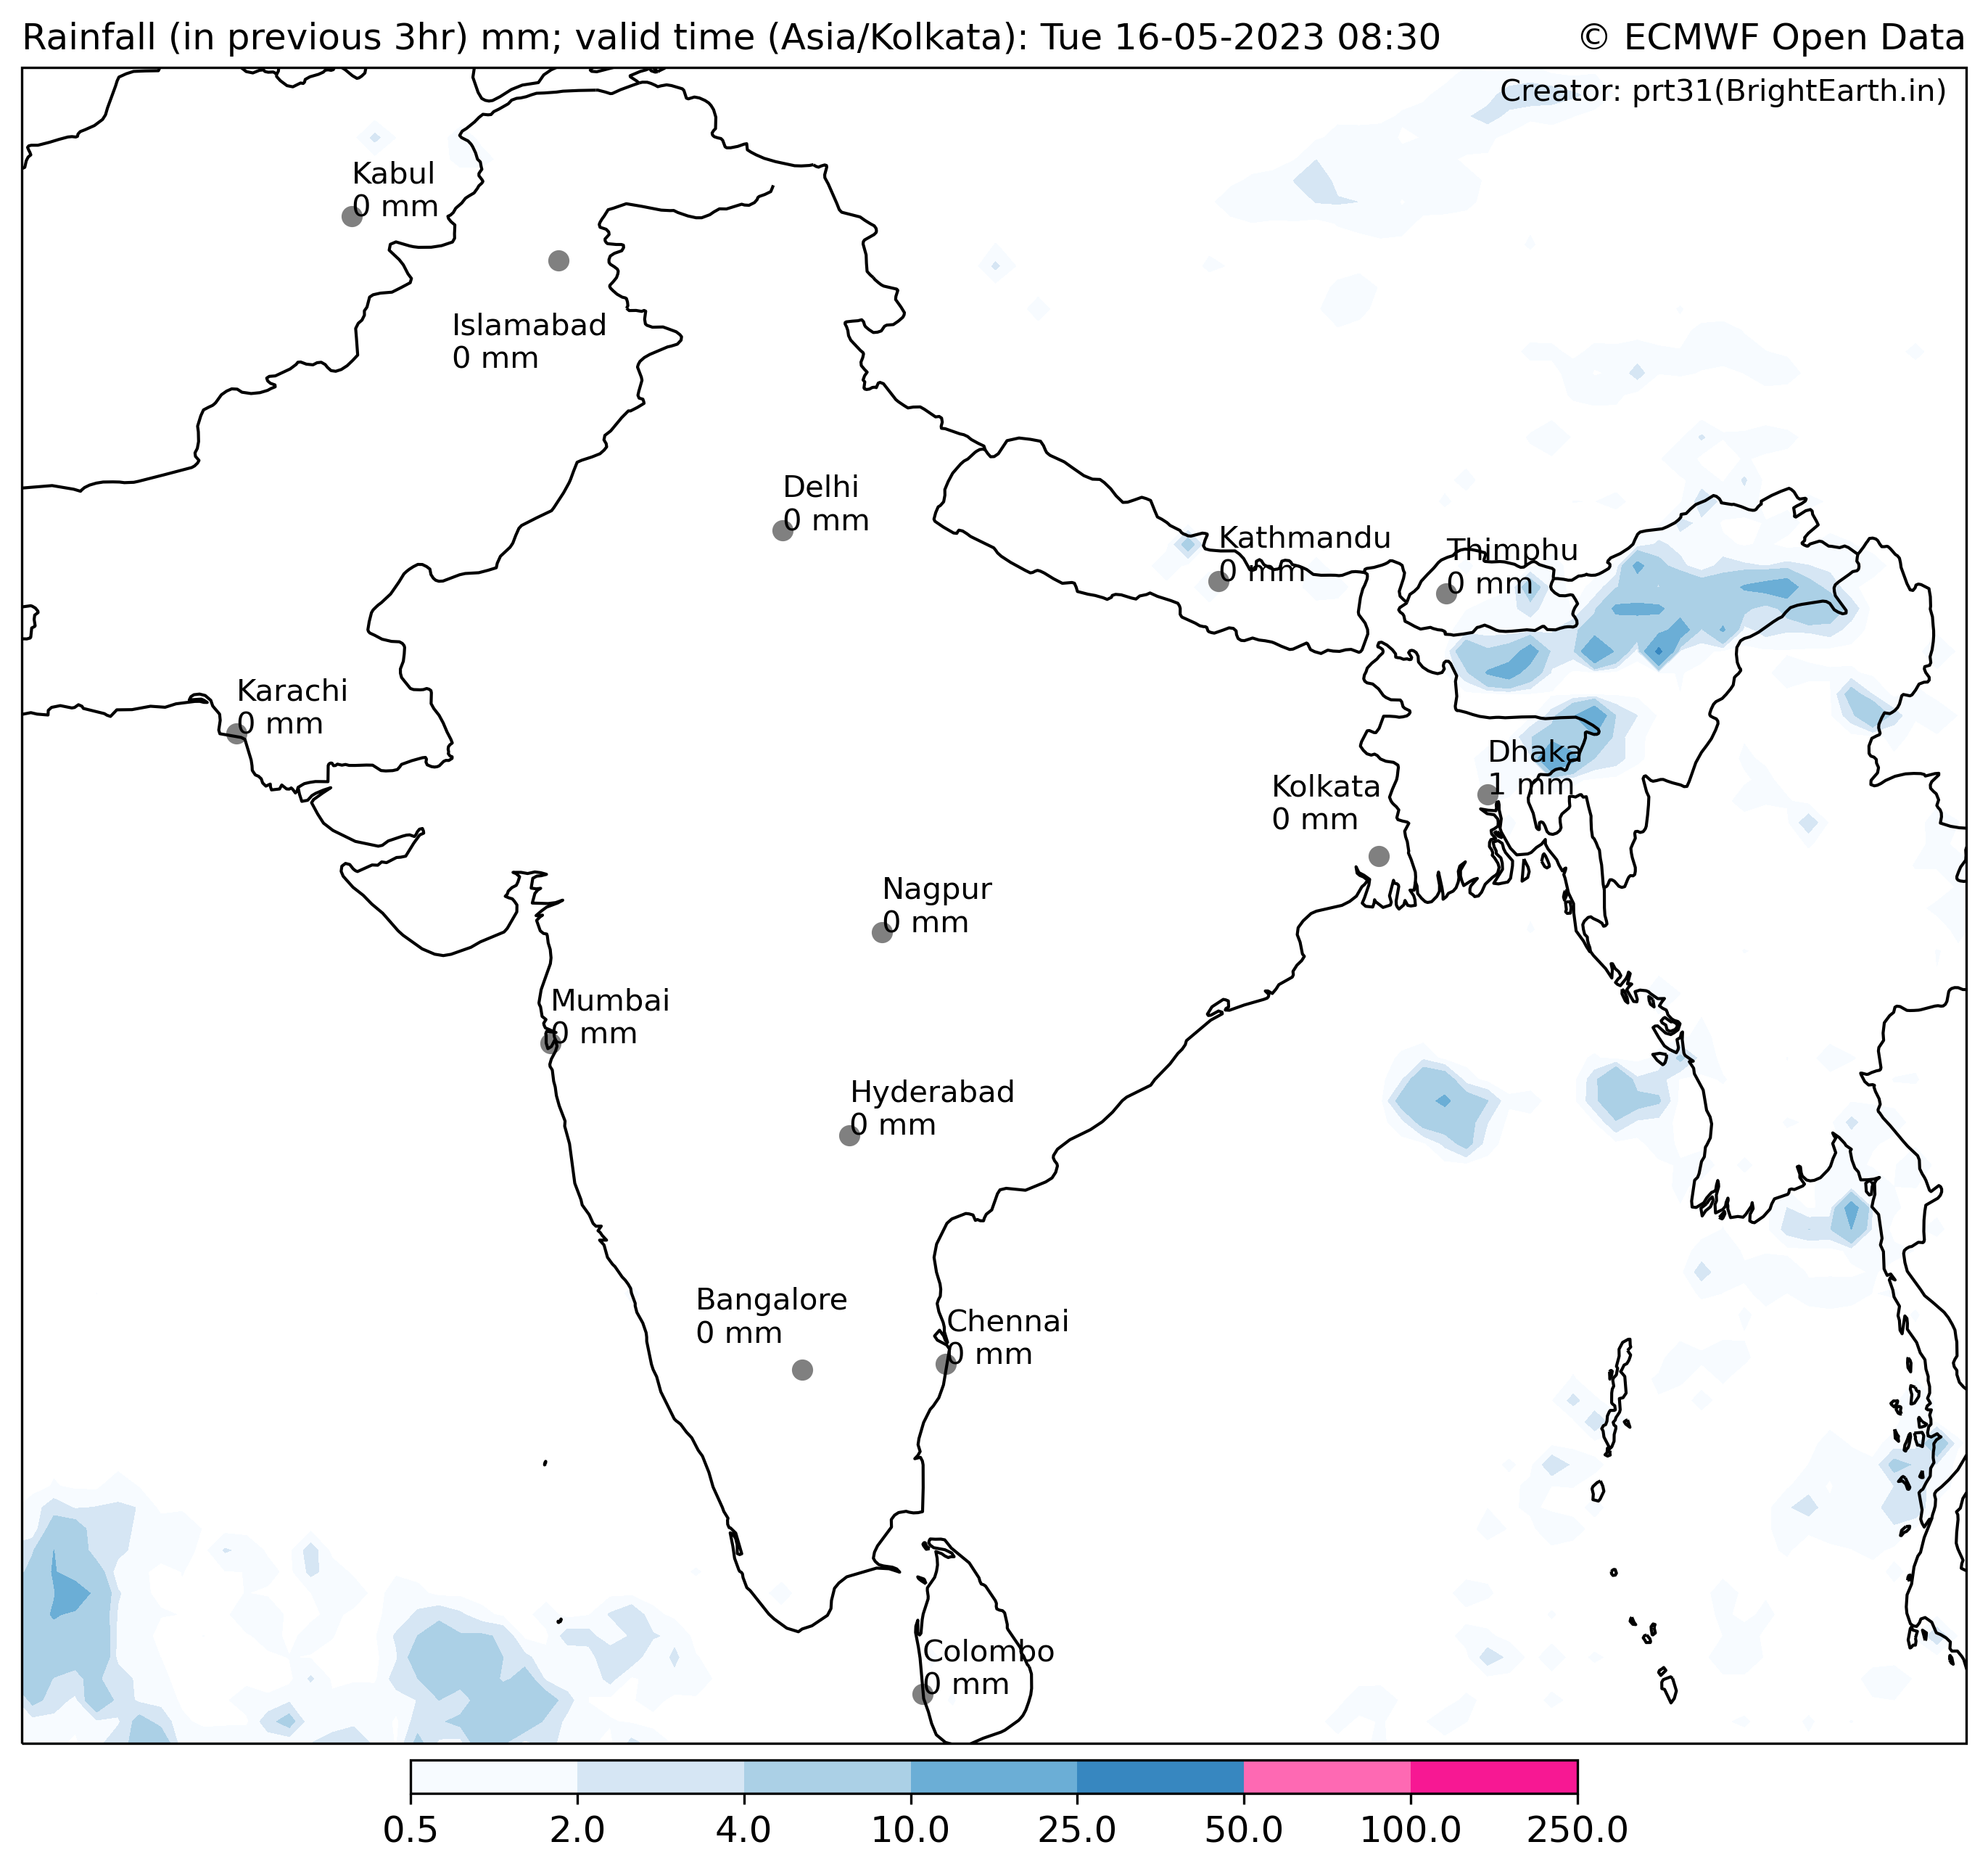 Rainfall (in previous 3hr) mm; valid time (Asia/Kolkata): Tue 16-05-2023 08:30
© ECMWF Open Data
Creator: prt31(BrightEarth.in)
Kabul
0 mm
Islamabad
0 mm
Delhi
0 mm
Kathmandu
0 mm
Thimphu
0 mm
Karachi
0 mm
Dhaka
1 mm
Kolkata
0 mm
Nagpur
0 mm
Mumbai
0 mm
Hyderabad
0 mm
Bangalore
0 mm
Chennai
0 mm
Colombo
0 mm
0.5 2.0 4.0 10.0 25.0 50.0 100.0 250.0